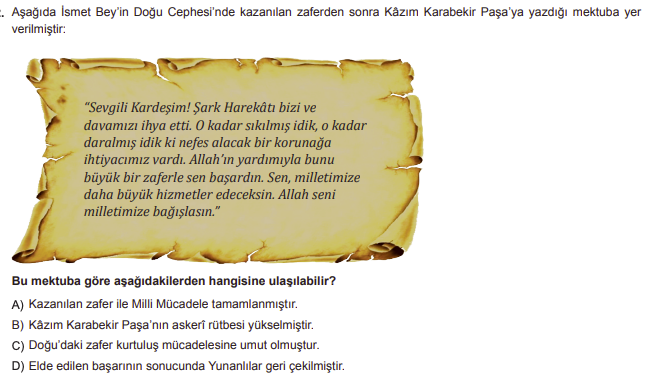 . Aşağıda İsmet Bey’in Doğu Cephesi’nde kazanılan zaferden sonra Kâzım Karabekir Paşa’ya yazdığı mektuba yer
verilmiştir:
“Sevgili Kardeşim! Şark Harekâtı bizi ve
davamızı ihya etti. O kadar sıkılmış idik, o kadar
daralmış idik ki nefes alacak bir korunağa
ihtiyacımız vardı. Allah’ın yardımıyla bunu
büyük bir zaferle sen başardın. Sen, milletimize
daha büyük hizmetler edeceksin. Allah seni
milletimize bağışlasın.”
Bu mektuba göre aşağıdakilerden hangisine ulaşılabilir?
A) Kazanılan zafer ile Milli Mücadele tamamlanmıştır.
B) Kâzım Karabekir Paşa’nın askerî rütbesi yükselmiştir.
C) Doğu’daki zafer kurtuluş mücadelesine umut olmuştur.
D) Elde edilen başarının sonucunda Yunanlılar geri çekilmiştir.